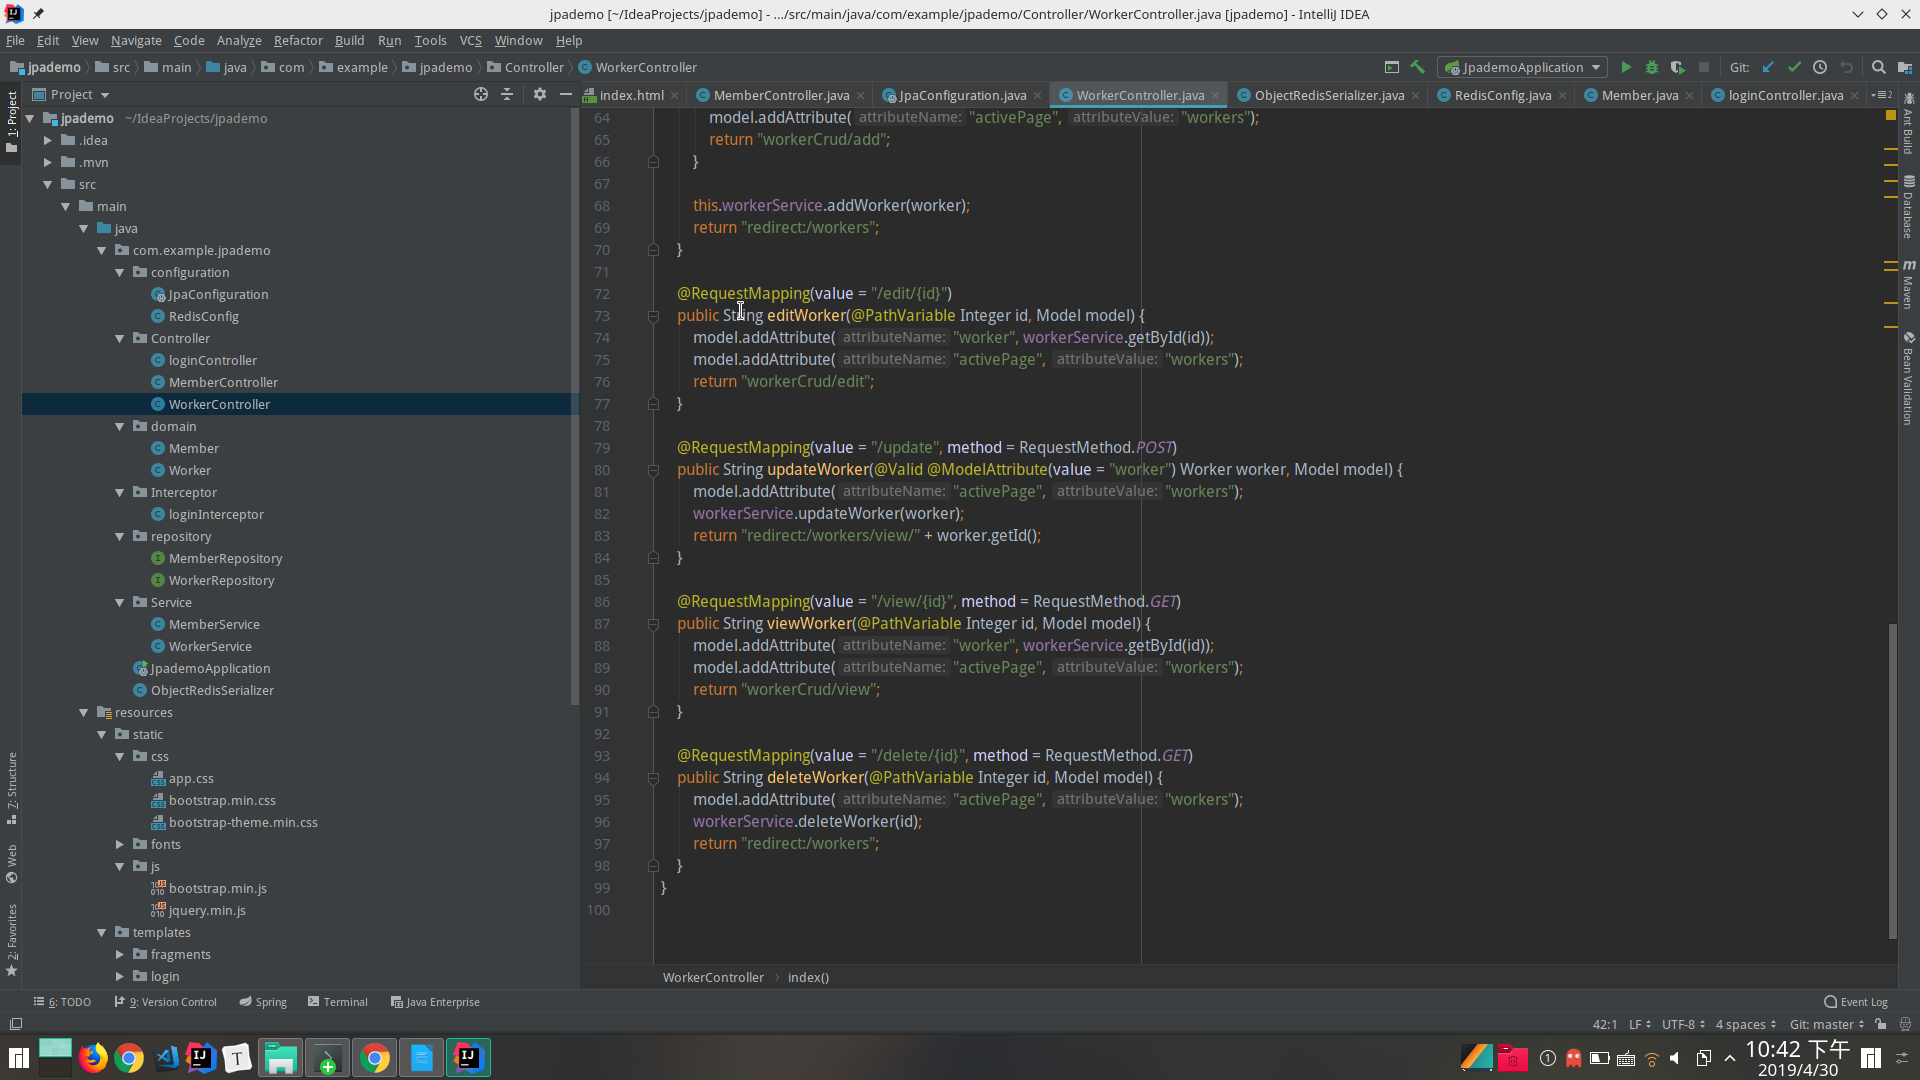 jpademo [~/IdeaProjects/jpademo] - .../src/main/java/com/example/jpademo/Controller/WorkerController.java [jpademo] - IntelliJ IDEA
File Edit View Navigate Code Analyze Refactor Build Run Tools VCS Window Help
jpademo src main java com example jpademo Controller WorkerController JpademoApplication Git:
Project
index.html MemberController.java JpaConfiguration.java WorkerController.java ObjectRedisSerializer.java RedisConfig.java Member.java loginController.java
1: Project
7: Structure
Web
2: Favorites
jpademo ~/IdeaProjects/jpademo
.idea
.mvn
src
main
java
com.example.jpademo
configuration
JpaConfiguration
RedisConfig
Controller
loginController
MemberController
WorkerController
domain
Member
Worker
Interceptor
loginInterceptor
repository
MemberRepository
WorkerRepository
Service
MemberService
WorkerService
JpademoApplication
ObjectRedisSerializer
resources
static
css
app.css
bootstrap.min.css
bootstrap-theme.min.css
fonts
js
bootstrap.min.js
jquery.min.js
templates
fragments
login
64 model.addAttribute( attributeName: "activePage", attributeValue: "workers");
65 return "workerCrud/add";
66 }
67
68 this.workerService.addWorker(worker);
69 return "redirect:/workers";
70 }
71
72 @RequestMapping(value = "/edit/{id}")
73 public String editWorker(@PathVariable Integer id, Model model) {
74 model.addAttribute( attributeName: "worker", workerService.getById(id));
75 model.addAttribute( attributeName: "activePage", attributeValue: "workers");
76 return "workerCrud/edit";
77 }
78
79 @RequestMapping(value = "/update", method = RequestMethod.POST)
80 public String updateWorker(@Valid @ModelAttribute(value = "worker") Worker worker, Model model) {
81 model.addAttribute( attributeName: "activePage", attributeValue: "workers");
82 workerService.updateWorker(worker);
83 return "redirect:/workers/view/" + worker.getId();
84 }
85
86 @RequestMapping(value = "/view/{id}", method = RequestMethod.GET)
87 public String viewWorker(@PathVariable Integer id, Model model) {
88 model.addAttribute( attributeName: "worker", workerService.getById(id));
89 model.addAttribute( attributeName: "activePage", attributeValue: "workers");
90 return "workerCrud/view";
91 }
92
93 @RequestMapping(value = "/delete/{id}", method = RequestMethod.GET)
94 public String deleteWorker(@PathVariable Integer id, Model model) {
95 model.addAttribute( attributeName: "activePage", attributeValue: "workers");
96 workerService.deleteWorker(id);
97 return "redirect:/workers";
98 }
99 }
100
WorkerController › index()
Ant Build
Database
Maven
Bean Validation
6: TODO 9: Version Control Spring Terminal Java Enterprise Event Log
42:1 LF UTF-8 4 spaces Git: master
10:42 下午
2019/4/30